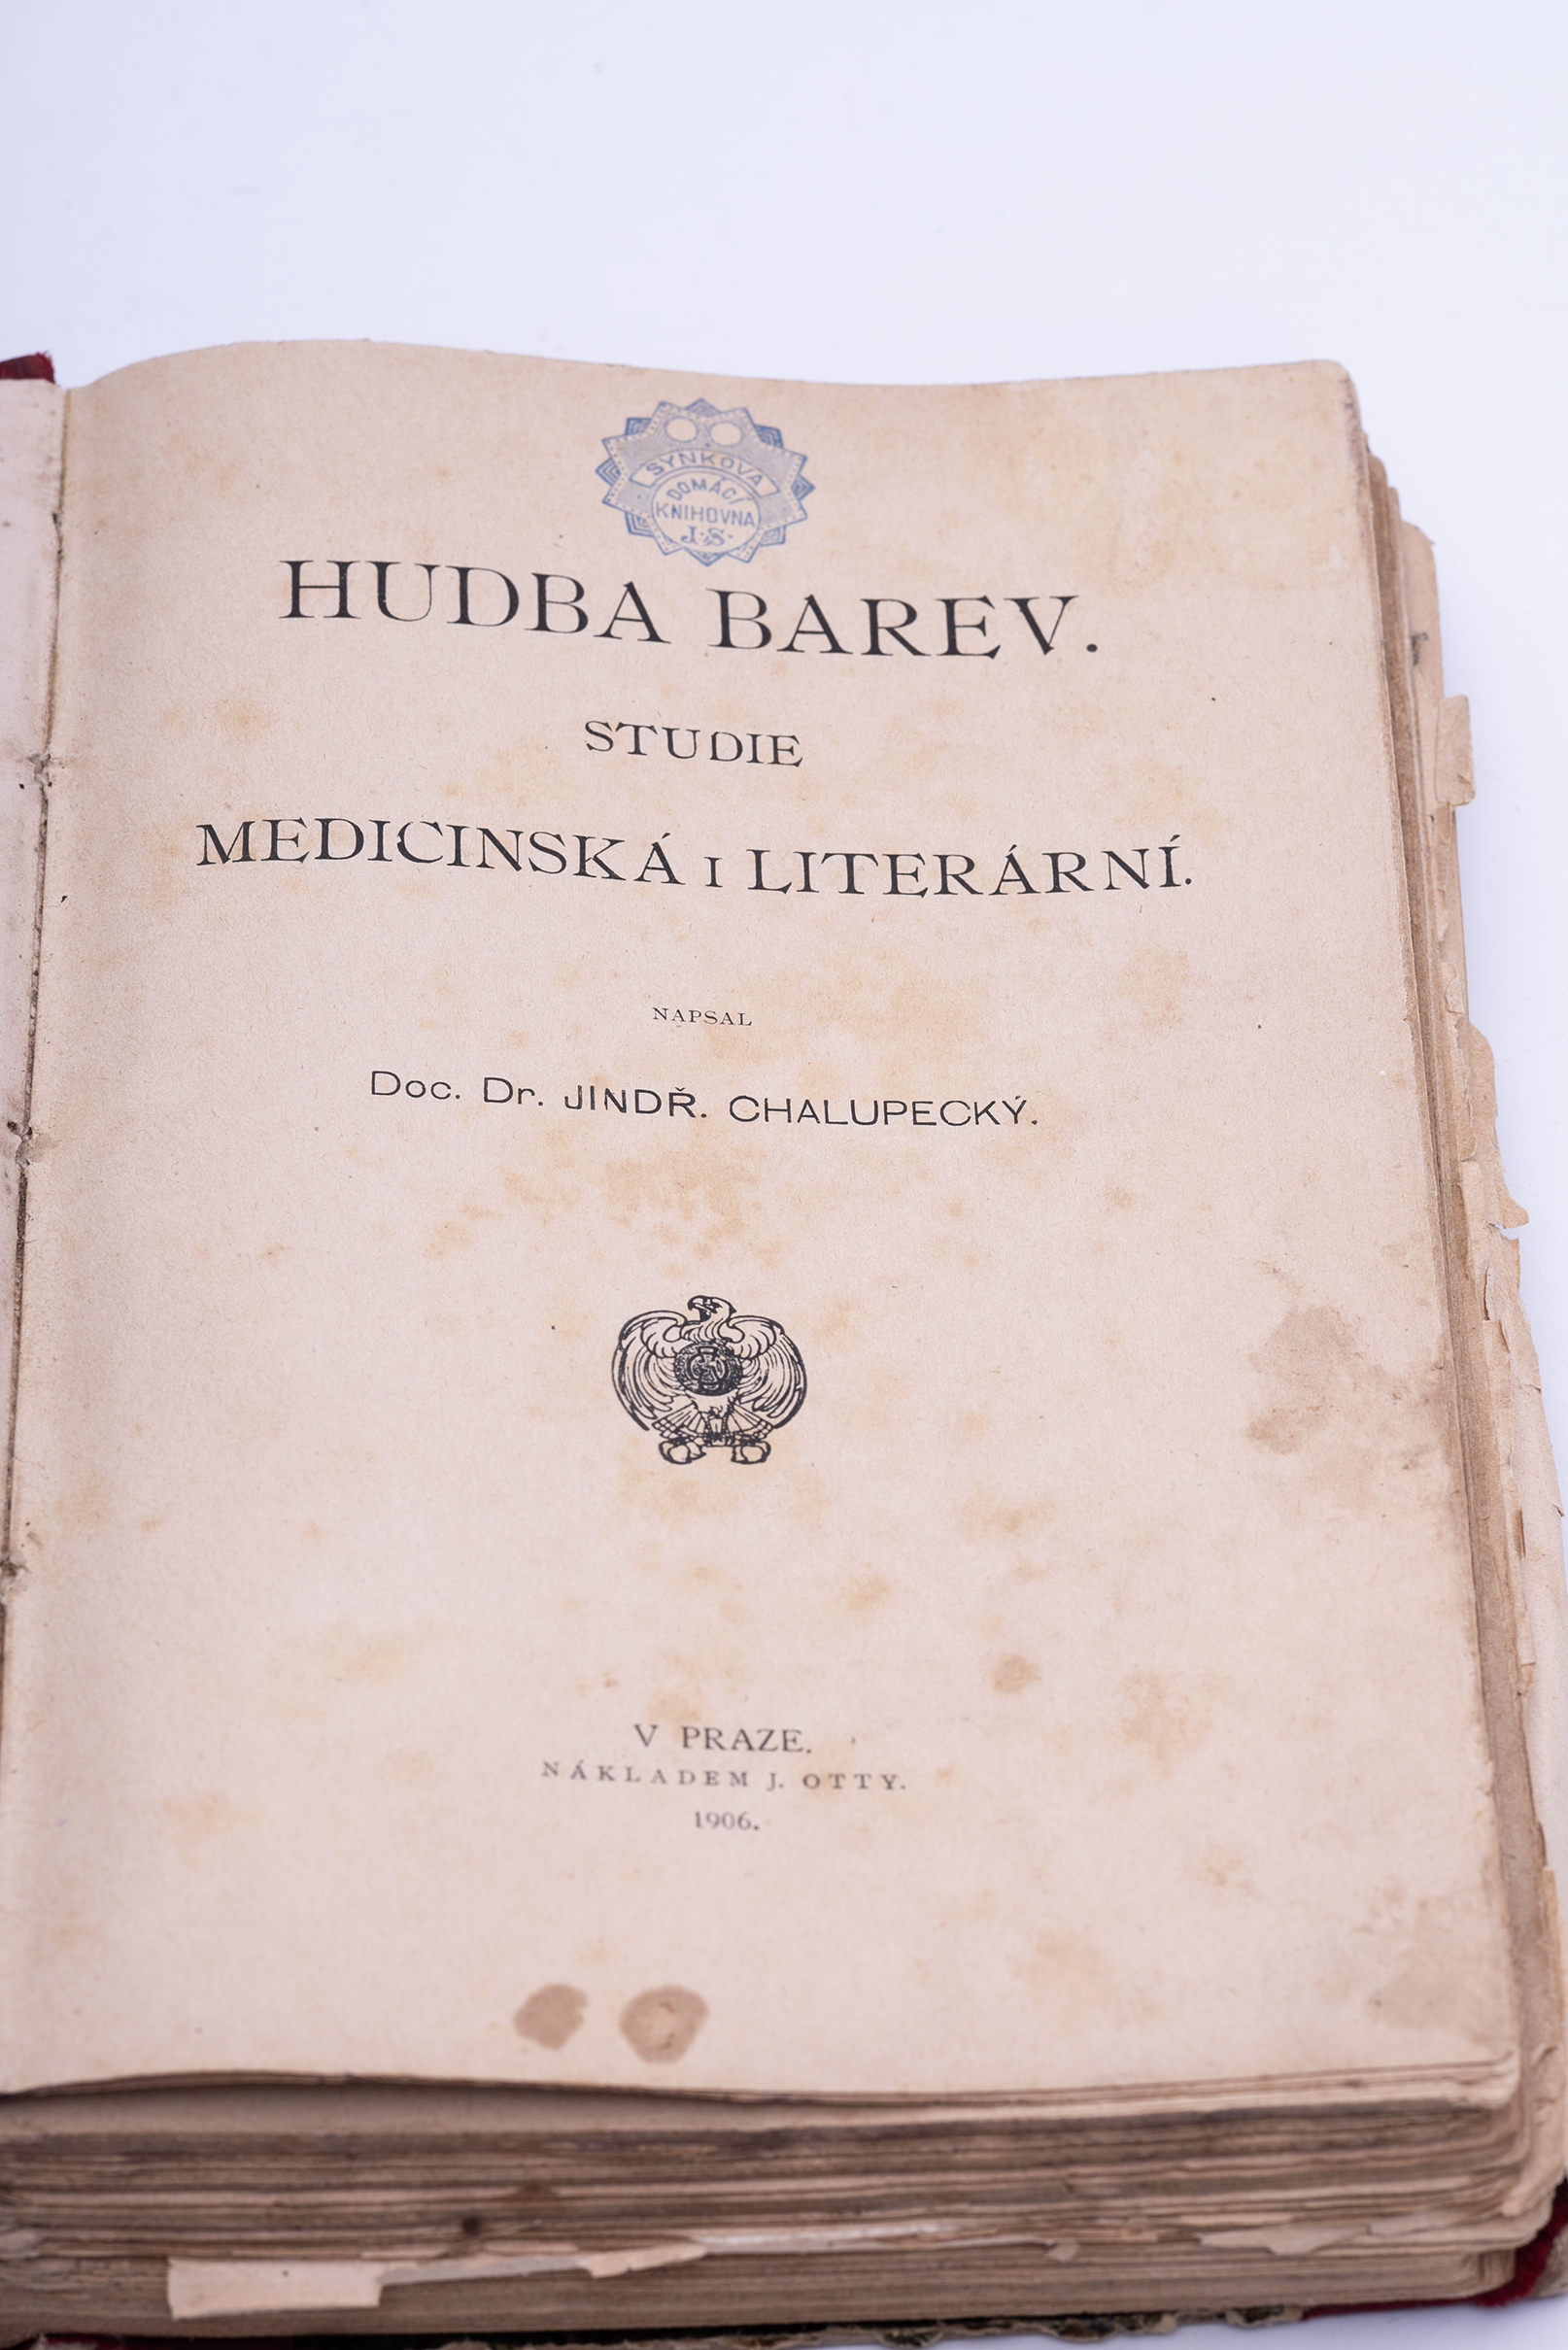 SYNKOVA
DOMÁCÍ
KNIHOVNA
J.S.
HUDBA BAREV.
STUDIE
MEDICINSKÁ I LITERÁRNÍ.
NAPSAL
Doc. Dr. JINDŘ. CHALUPECKÝ.
V PRAZE.
NÁKLADEM J. OTTY.
1906.